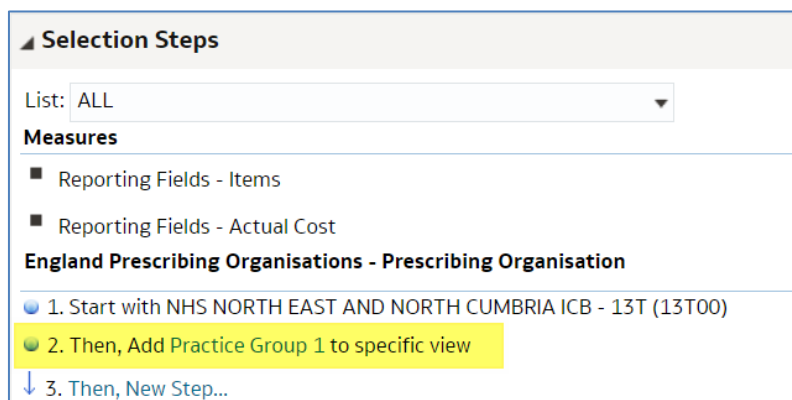 Selection Steps
List: ALL
Measures
Reporting Fields - Items
Reporting Fields - Actual Cost
England Prescribing Organisations - Prescribing Organisation
1. Start with NHS NORTH EAST AND NORTH CUMBRIA ICB - 13T (13T00)
2. Then, Add Practice Group 1 to specific view
3. Then, New Step...